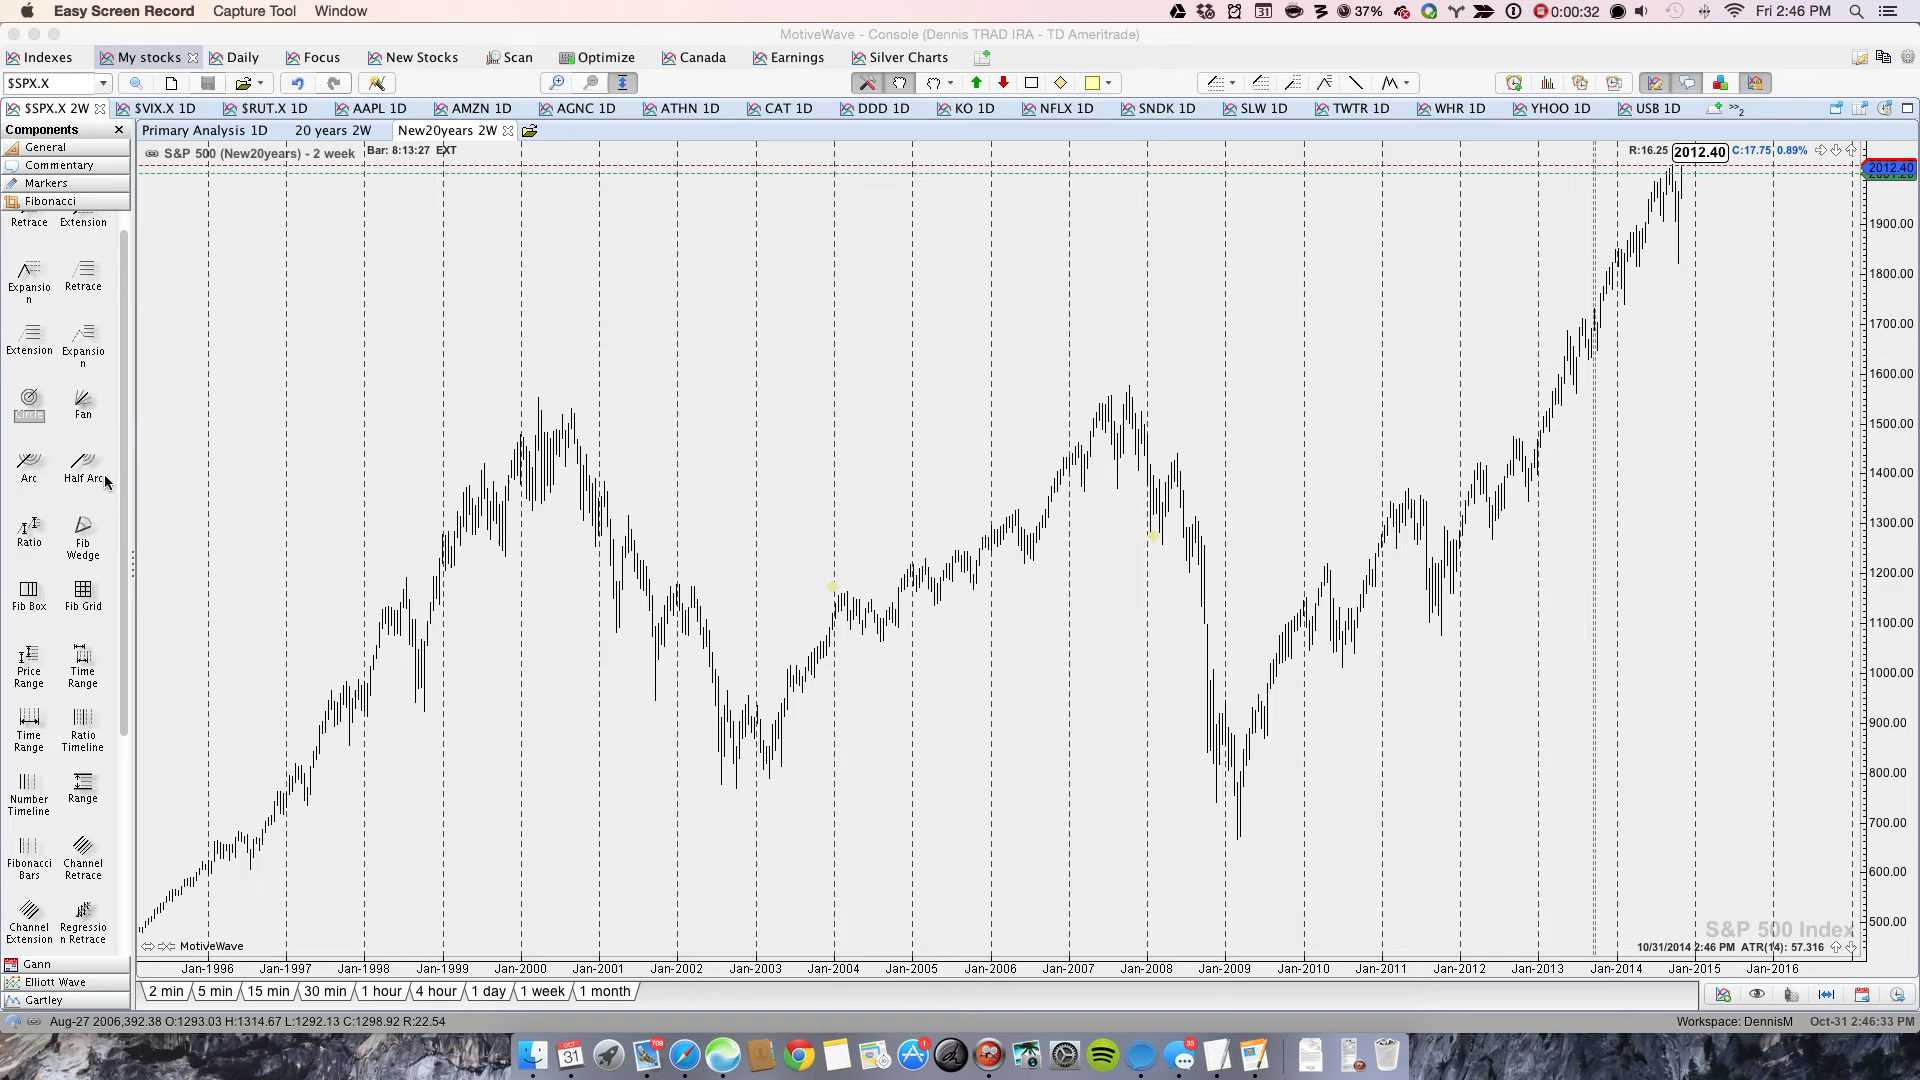 Easy Screen Record Capture Tool Window 31 37% 0:00:32 Fri 2:46 PM
MotiveWave - Console (Dennis TRAD IRA - TD Ameritrade)
Indexes My stocks Daily Focus New Stocks Scan Optimize Canada Earnings Silver Charts
$SPX.X
$SPX.X 2W $VIX.X 1D $RUT.X 1D AAPL 1D AMZN 1D AGNC 1D ATHN 1D CAT 1D DDD 1D KO 1D NFLX 1D SNDK 1D SLW 1D TWTR 1D WHR 1D YHOO 1D USB 1D »2
Components
Primary Analysis 1D 20 years 2W New20years 2W
General
S&P 500 (New20years) - 2 week Bar: 8:13:27 EXT R:16.25 2012.40 C:17.75 0.89%
Commentary
2012.40
Markers
Fibonacci
Retrace Extension
1900.00
Expansion Retrace
1800.00
1700.00
Extension Expansion
1600.00
Circle Fan
1500.00
1400.00
Arc Half Arc
1300.00
Ratio Fib Wedge
1200.00
Fib Box Fib Grid
1100.00
1000.00
Price Range Time Range
900.00
Time Range Ratio Timeline
800.00
Number Timeline Range
700.00
Fibonacci Bars Channel Retrace
600.00
500.00
Channel Extension Regression Retrace
S&P 500 Index
MotiveWave 10/31/2014 2:46 PM ATR(14): 57.316
Gann
Jan-1996 Jan-1997 Jan-1998 Jan-1999 Jan-2000 Jan-2001 Jan-2002 Jan-2003 Jan-2004 Jan-2005 Jan-2006 Jan-2007 Jan-2008 Jan-2009 Jan-2010 Jan-2011 Jan-2012 Jan-2013 Jan-2014 Jan-2015 Jan-2016
Elliott Wave
2 min 5 min 15 min 30 min 1 hour 4 hour 1 day 1 week 1 month
Gartley
Aug-27 2006,392.38 O:1293.03 H:1314.67 L:1292.13 C:1298.92 R:22.54 Workspace: DennisM Oct-31 2:46:33 PM
OCT
31 709 1 35